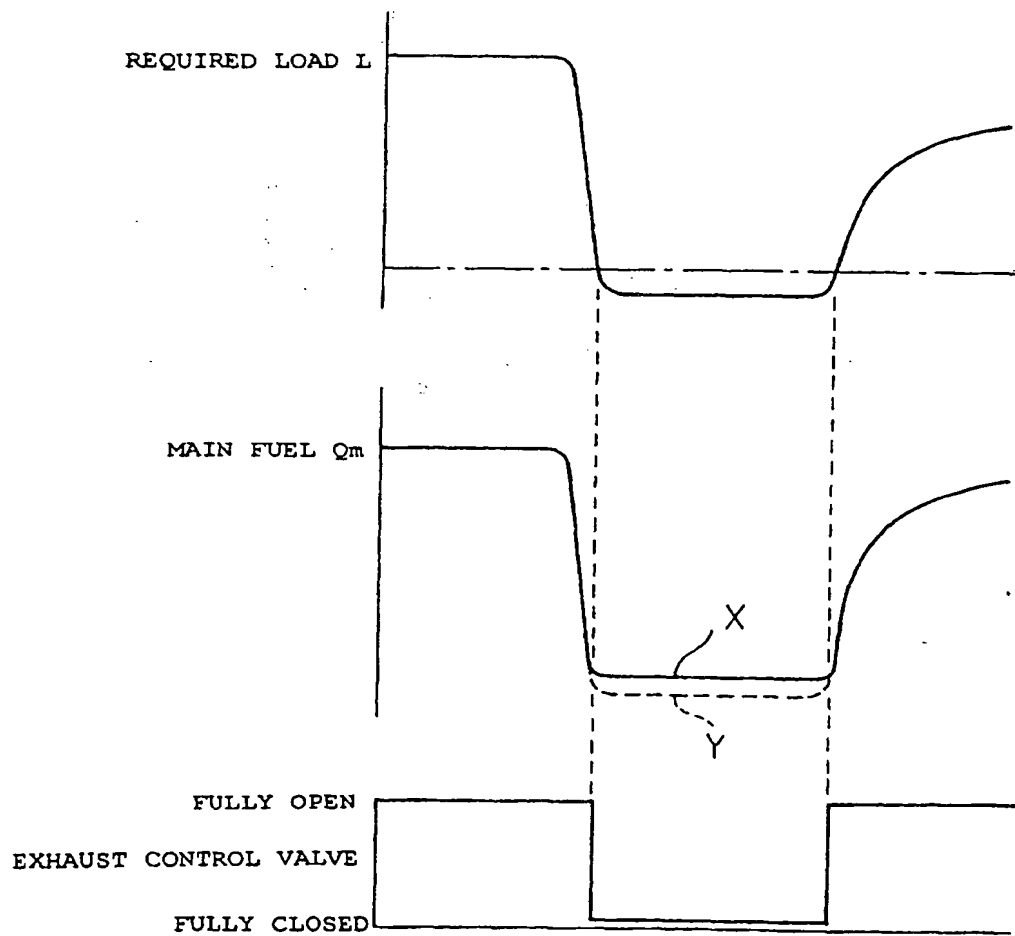 REQUIRED LOAD L
MAIN FUEL Qm
X
Y
FULLY OPEN
EXHAUST CONTROL VALVE
FULLY CLOSED